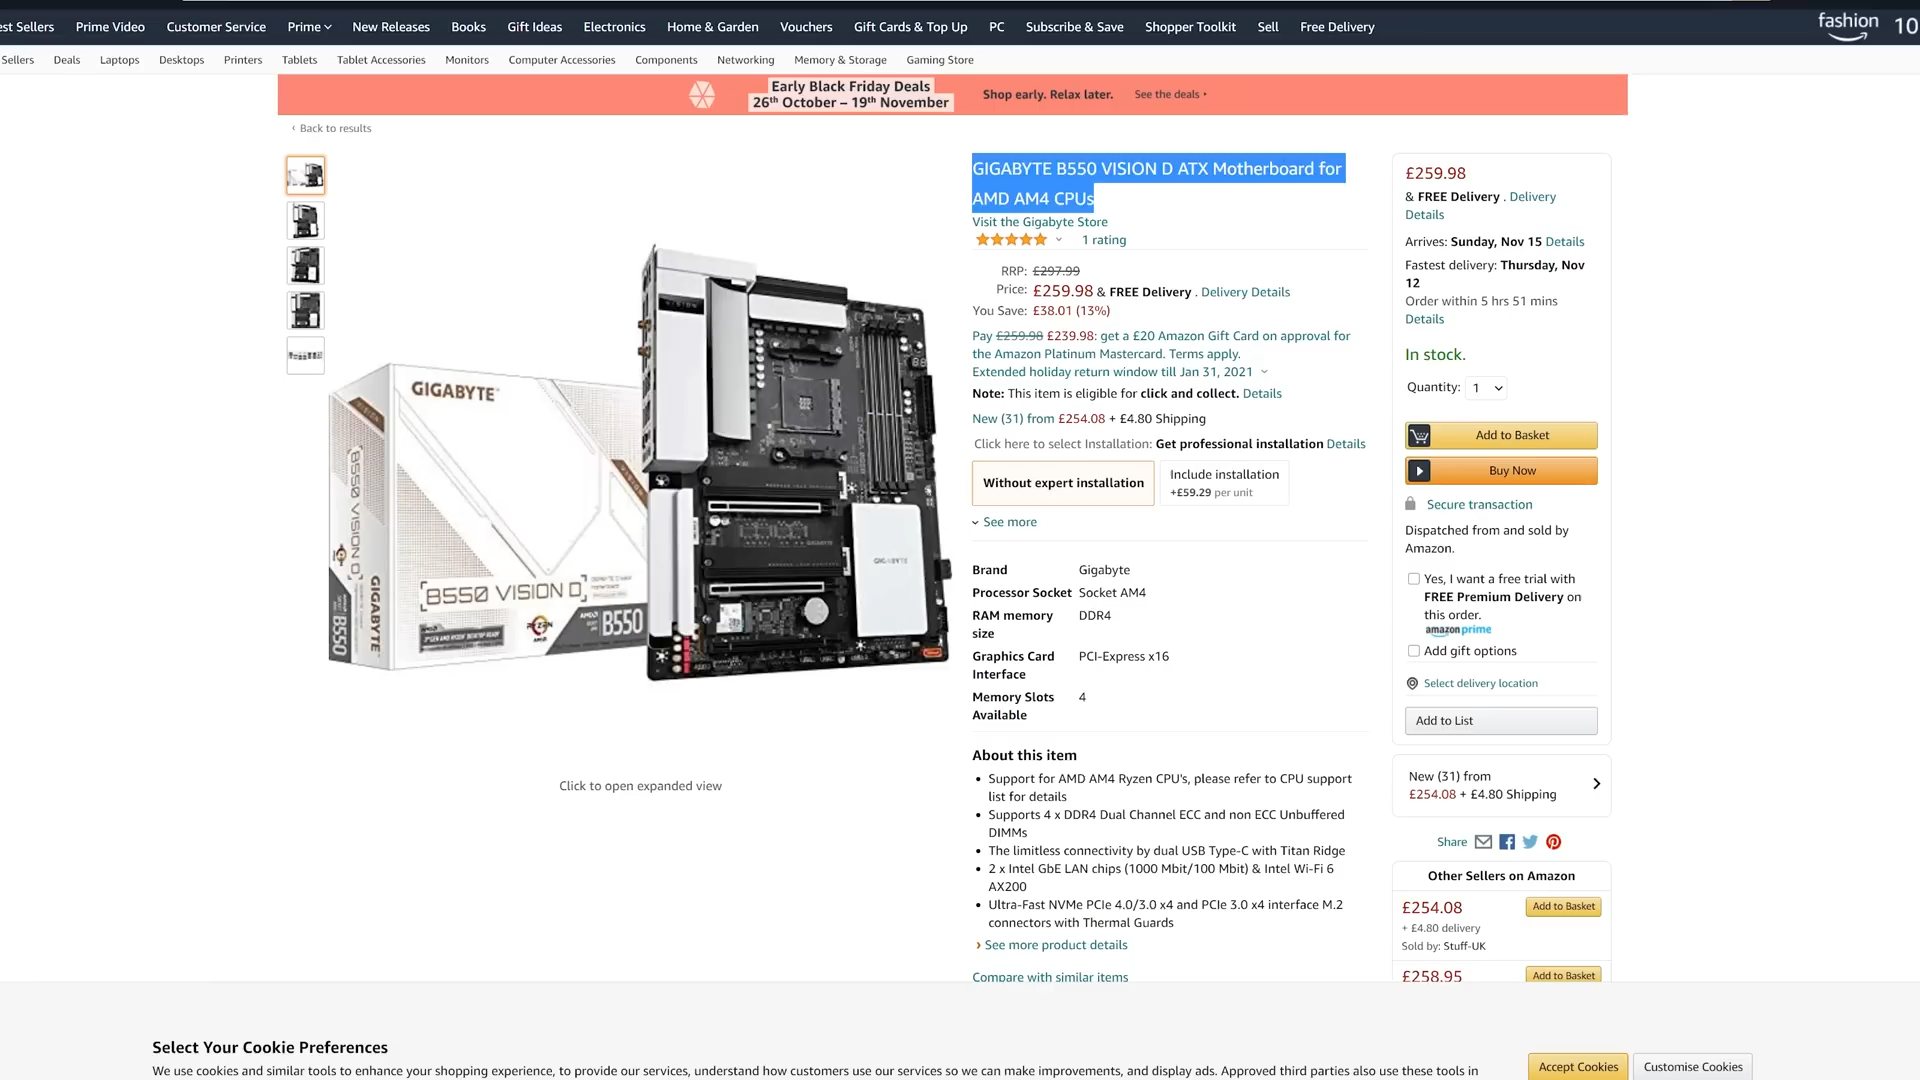 est Sellers Prime Video Customer Service Prime New Releases Books Gift Ideas Electronics Home & Garden Vouchers Gift Cards & Top Up PC Subscribe & Save Shopper Toolkit Sell Free Delivery fashion 10
Sellers Deals Laptops Desktops Printers Tablets Tablet Accessories Monitors Computer Accessories Components Networking Memory & Storage Gaming Store
Early Black Friday Deals
26th October – 19th November
Shop early. Relax later. See the deals ▸
‹ Back to results
GIGABYTE B550 VISION D ATX Motherboard for
AMD AM4 CPUs
Visit the Gigabyte Store
1 rating
RRP: £297.99
Price: £259.98 & FREE Delivery . Delivery Details
You Save: £38.01 (13%)
Pay £259.98 £239.98: get a £20 Amazon Gift Card on approval for
the Amazon Platinum Mastercard. Terms apply.
Extended holiday return window till Jan 31, 2021
Note: This item is eligible for click and collect. Details
New (31) from £254.08 + £4.80 Shipping
Click here to select Installation: Get professional installation Details
Without expert installation
Include installation
+£59.29 per unit
See more
Brand Gigabyte
Processor Socket Socket AM4
RAM memory DDR4
size
Graphics Card PCI-Express x16
Interface
Memory Slots 4
Available
About this item
• Support for AMD AM4 Ryzen CPU's, please refer to CPU support
list for details
• Supports 4 x DDR4 Dual Channel ECC and non ECC Unbuffered
DIMMs
• The limitless connectivity by dual USB Type-C with Titan Ridge
• 2 x Intel GbE LAN chips (1000 Mbit/100 Mbit) & Intel Wi-Fi 6
AX200
• Ultra-Fast NVMe PCIe 4.0/3.0 x4 and PCIe 3.0 x4 interface M.2
connectors with Thermal Guards
› See more product details
Compare with similar items
GIGABYTE™
B550 VISION D
B550 VISION D
GIGABYTE
B550
RYZEN
AMD
B550
VISION
GIGABYTE
Click to open expanded view
£259.98
& FREE Delivery . Delivery
Details
Arrives: Sunday, Nov 15 Details
Fastest delivery: Thursday, Nov
12
Order within 5 hrs 51 mins
Details
In stock.
Quantity: 1
Add to Basket
Buy Now
Secure transaction
Dispatched from and sold by
Amazon.
Yes, I want a free trial with
FREE Premium Delivery on
this order.
amazon prime
Add gift options
Select delivery location
Add to List
New (31) from
£254.08 + £4.80 Shipping
Share
Other Sellers on Amazon
£254.08 Add to Basket
+ £4.80 delivery
Sold by: Stuff-UK
£258.95 Add to Basket
Select Your Cookie Preferences
We use cookies and similar tools to enhance your shopping experience, to provide our services, understand how customers use our services so we can make improvements, and display ads. Approved third parties also use these tools in
Accept Cookies Customise Cookies